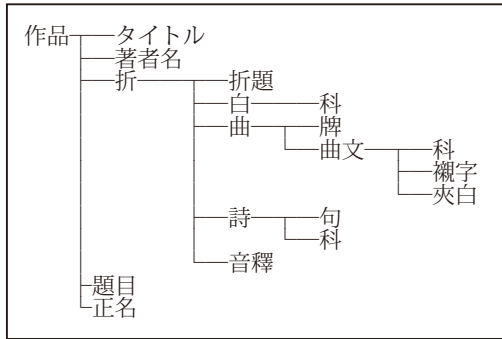 作品 タイトル
著者名
折 折題
白 科
曲 牌
曲文 科
襯字
夾白
詩 句
科
音釋
題目
正名